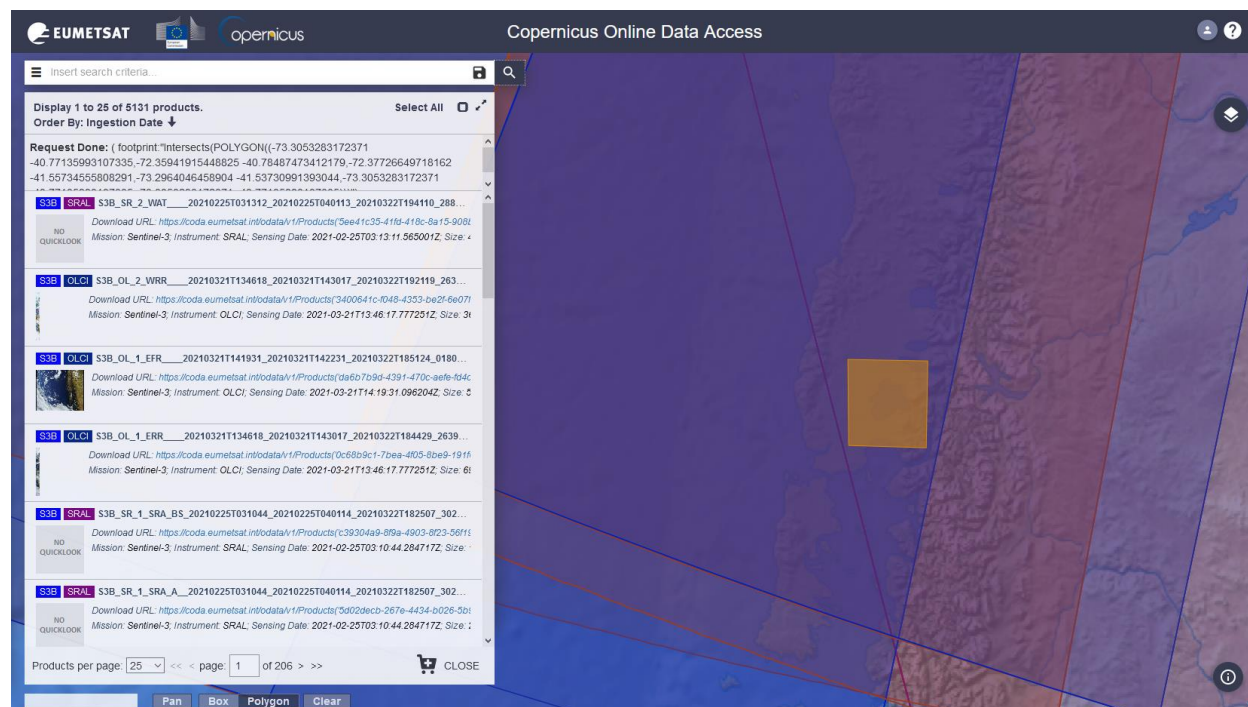 EUMETSAT
opernicus
Copernicus Online Data Access
?
Insert search criteria...
Display 1 to 25 of 5131 products.
Select All
Order By: Ingestion Date
Request Done: ( footprint:"Intersects(POLYGON((-73.3053283172371
-40.77135993107335,-72.35941915448825 -40.78487473412179,-72.37726649718162
-41.55734555808291,-73.2964046458904 -41.53730991393044,-73.3053283172371
S3B SRAL S3B_SR_2_WAT____20210225T031312_20210225T040113_20210322T194110_288...
Download URL: https://coda.eumetsat.int/odata/v1/Products('5ee41c35-41fd-418c-8a15-908b
NO QUICKLOOK
Mission: Sentinel-3; Instrument: SRAL; Sensing Date: 2021-02-25T03:13:11.565001Z; Size:
S3B OLCI S3B_OL_2_WRR____20210321T134618_20210321T143017_20210322T192119_263...
Download URL: https://coda.eumetsat.int/odata/v1/Products('3400641c-f048-4353-be2f-6e07f
Mission: Sentinel-3; Instrument: OLCI; Sensing Date: 2021-03-21T13:46:17.777251Z; Size:
S3B OLCI S3B_OL_1_EFR____20210321T141931_20210321T142231_20210322T185124_0180...
Download URL: https://coda.eumetsat.int/odata/v1/Products('da6b7b9d-4391-470c-aefe-fd4c
Mission: Sentinel-3; Instrument: OLCI; Sensing Date: 2021-03-21T14:19:31.096204Z; Size:
S3B OLCI S3B_OL_1_ERR____20210321T134618_20210321T143017_20210322T184429_2639...
Download URL: https://coda.eumetsat.int/odata/v1/Products('0c68b9c1-7bea-4f05-8be9-191f
Mission: Sentinel-3; Instrument: OLCI; Sensing Date: 2021-03-21T13:46:17.777251Z; Size:
S3B SRAL S3B_SR_1_SRA_BS_20210225T031044_20210225T040114_20210322T182507_302...
Download URL: https://coda.eumetsat.int/odata/v1/Products('c39304a9-8f9a-4903-8f23-56f19
NO QUICKLOOK
Mission: Sentinel-3; Instrument: SRAL; Sensing Date: 2021-02-25T03:10:44.284717Z; Size:
S3B SRAL S3B_SR_1_SRA_A__20210225T031044_20210225T040114_20210322T182507_302...
Download URL: https://coda.eumetsat.int/odata/v1/Products('5d02decb-267e-4434-b026-5b
NO QUICKLOOK
Mission: Sentinel-3; Instrument: SRAL; Sensing Date: 2021-02-25T03:10:44.284717Z; Size:
Products per page: 25 << < page: 1 of 206 > >> CLOSE
Pan Box Polygon Clear